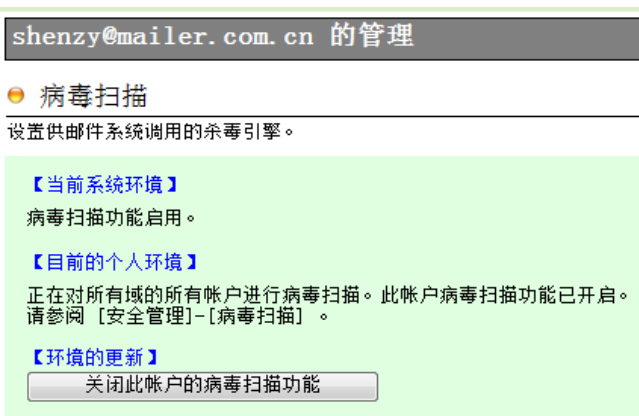 shenzy@mailer.com.cn 的管理
病毒扫描
设置供邮件系统调用的杀毒引擎。
【当前系统环境】
病毒扫描功能启用。
【目前的个人环境】
正在对所有域的所有帐户进行病毒扫描。此帐户病毒扫描功能已开启。
请参阅 [安全管理]-[病毒扫描] 。
【环境的更新】
关闭此帐户的病毒扫描功能